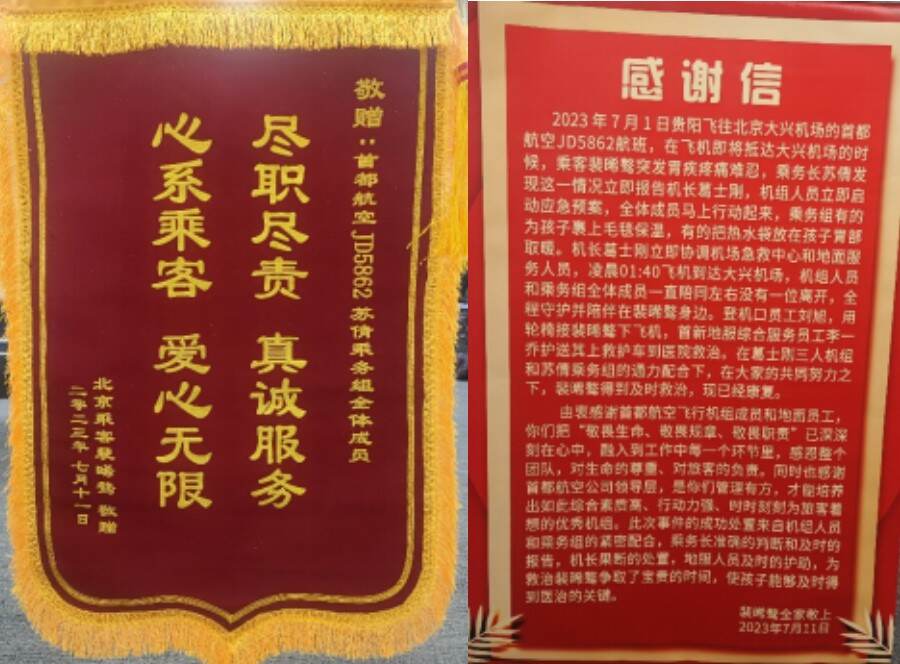 敬赠：首都航空JD5862 苏倩乘务组全体成员
尽职尽责 真诚服务
心系乘客 爱心无限
北京乘客裴晞骜 敬赠
二零二三年 七月十一日
感谢信
2023年7月1日贵阳飞往北京大兴机场的首都
航空JD5862航班，在飞机即将抵达大兴机场的时
候，乘客裴晞骜突发胃疾疼痛难忍，乘务长苏倩发
现这一情况立即报告机长葛士刚，机组人员立即启
动应急预案，全体成员马上行动起来，乘务组有的
为孩子裹上毛毯保温，有的把热水袋放在孩子胃部
取暖。机长葛士刚立即协调机场急救中心和地面服
务人员，凌晨01:40飞机到达大兴机场，机组人员
和乘务组全体成员一直陪同左右没有一位离开，全
程守护并陪伴在裴晞骜身边。登机口员工刘旭，用
轮椅接裴晞骜下飞机，首新地服综合服务员工李一
乔护送其上救护车到医院救治。在葛士刚三人机组
和苏倩乘务组的通力配合下，在大家的共同努力之
下，裴晞骜得到及时救治，现已经康复。
由衷感谢首都航空飞行机组成员和地面员工，
你们把“敬畏生命、敬畏规章、敬畏职责”已深深
刻在心中，融入到工作中每一个环节里，感恩整个
团队，对生命的尊重、对旅客的负责。同时也感谢
首都航空公司领导层，是你们管理有方，才能培养
出如此综合素质高、行动力强、时时刻刻为旅客着
想的优秀机组。此次事件的成功处置来自机组人员
和乘务组的紧密配合，乘务长准确的判断和及时的
报告，机长果断的处置，地服人员及时的护助，为
救治裴晞骜争取了宝贵的时间，使孩子能够及时得
到医治的关键。
裴晞骜全家敬上
2023年7月11日